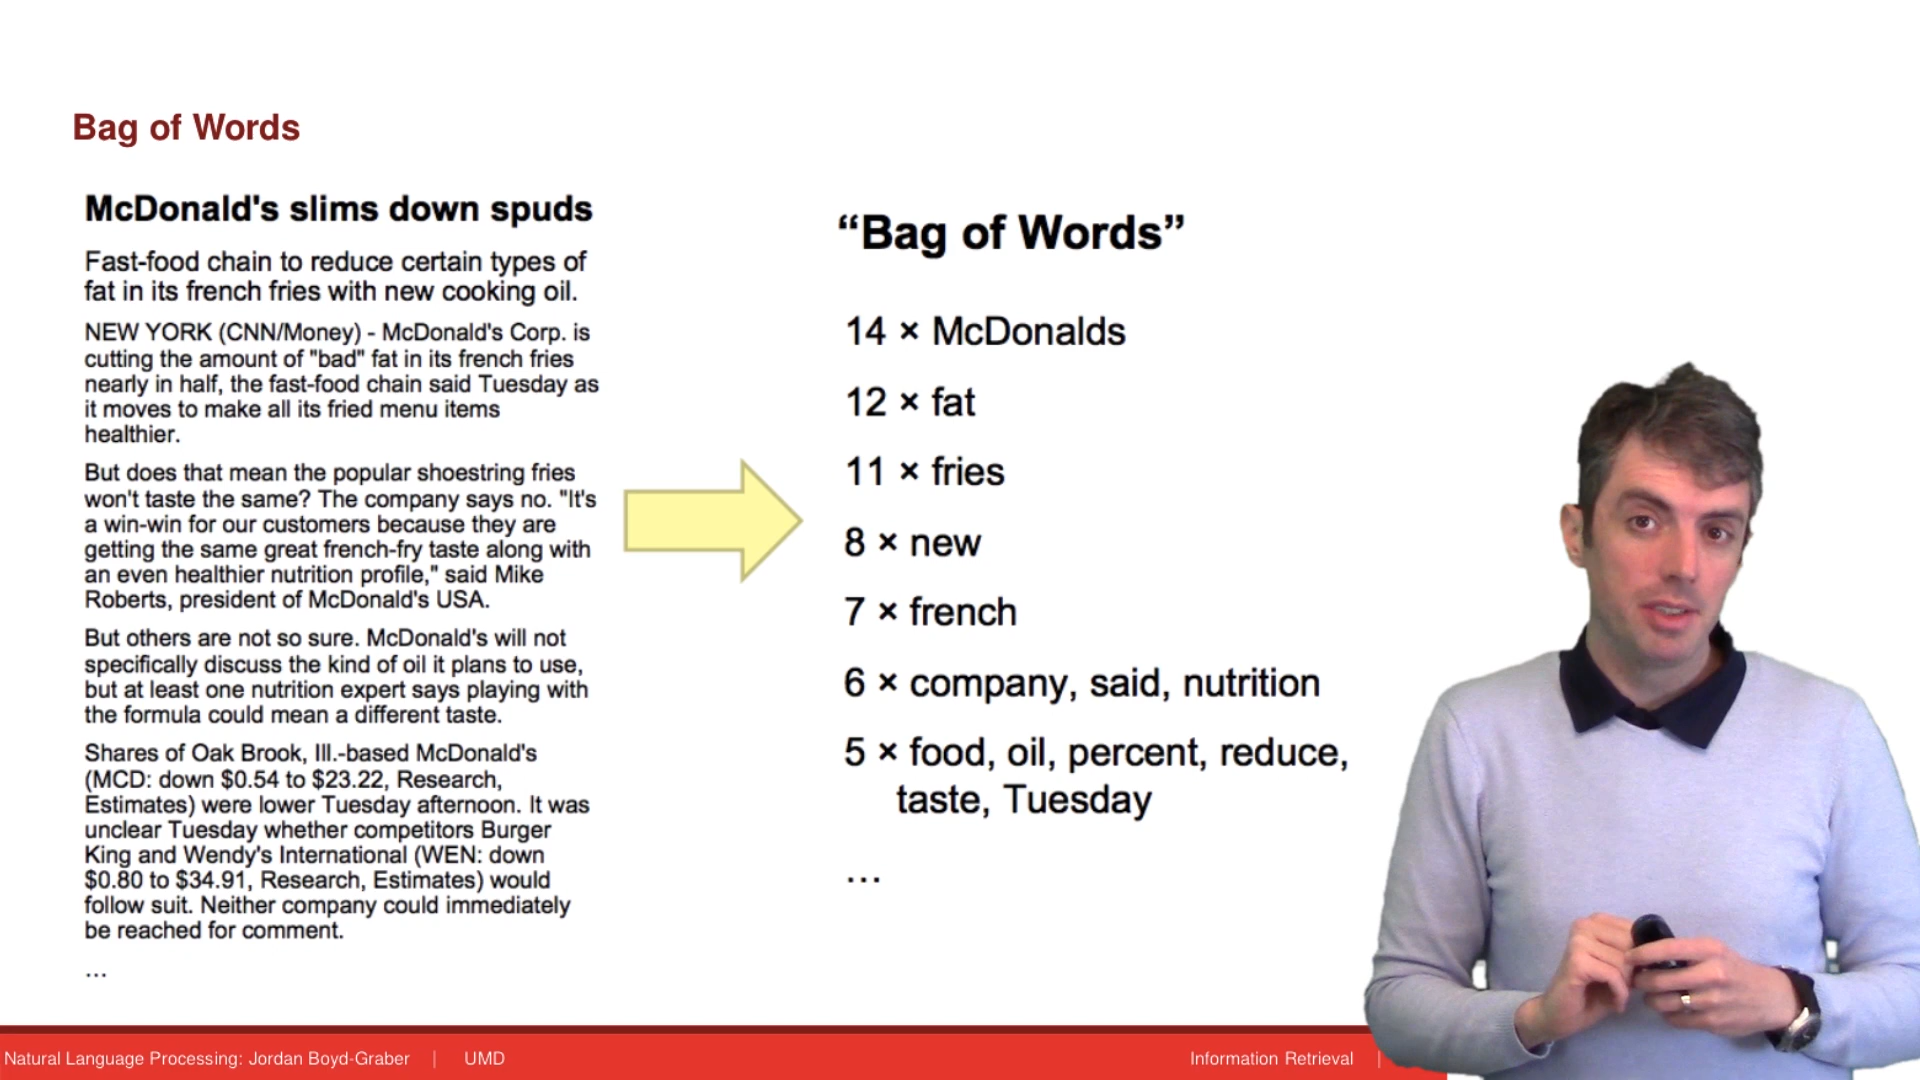 Bag of Words
McDonald's slims down spuds
Fast-food chain to reduce certain types of
fat in its french fries with new cooking oil.
NEW YORK (CNN/Money) - McDonald's Corp. is
cutting the amount of "bad" fat in its french fries
nearly in half, the fast-food chain said Tuesday as
it moves to make all its fried menu items
healthier.
But does that mean the popular shoestring fries
won't taste the same? The company says no. "It's
a win-win for our customers because they are
getting the same great french-fry taste along with
an even healthier nutrition profile," said Mike
Roberts, president of McDonald's USA.
But others are not so sure. McDonald's will not
specifically discuss the kind of oil it plans to use,
but at least one nutrition expert says playing with
the formula could mean a different taste.
Shares of Oak Brook, Ill.-based McDonald's
(MCD: down $0.54 to $23.22, Research,
Estimates) were lower Tuesday afternoon. It was
unclear Tuesday whether competitors Burger
King and Wendy's International (WEN: down
$0.80 to $34.91, Research, Estimates) would
follow suit. Neither company could immediately
be reached for comment.
...
“Bag of Words”
14 × McDonalds
12 × fat
11 × fries
8 × new
7 × french
6 × company, said, nutrition
5 × food, oil, percent, reduce,
taste, Tuesday
...
Natural Language Processing: Jordan Boyd-Graber | UMD
Information Retrieval |